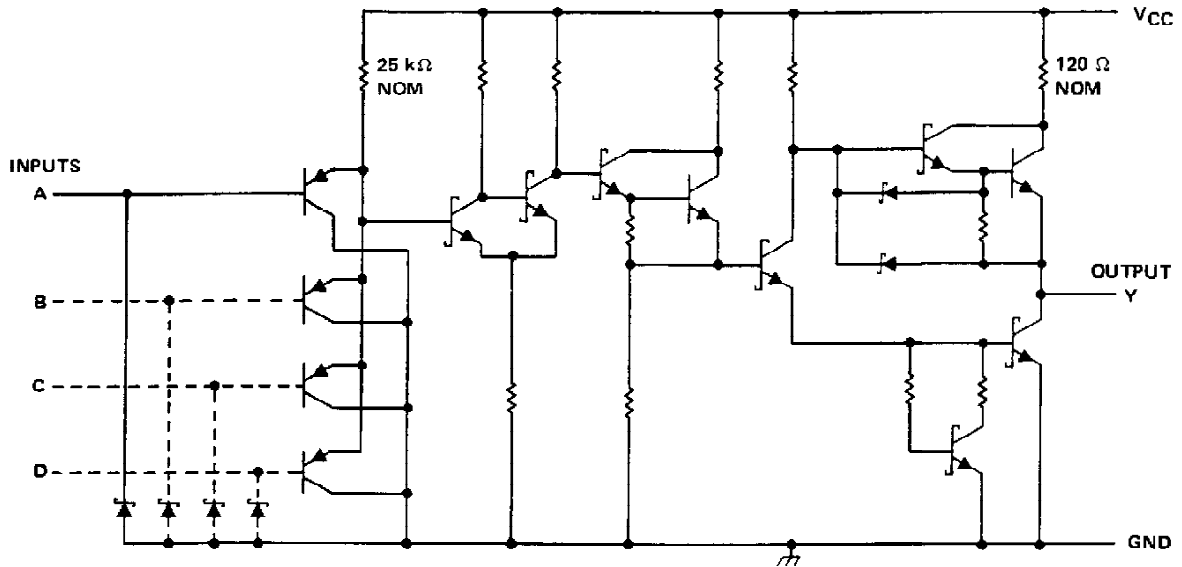 VCC
25 kΩ
NOM
120 Ω
NOM
INPUTS
A
B
OUTPUT
Y
C
D
GND